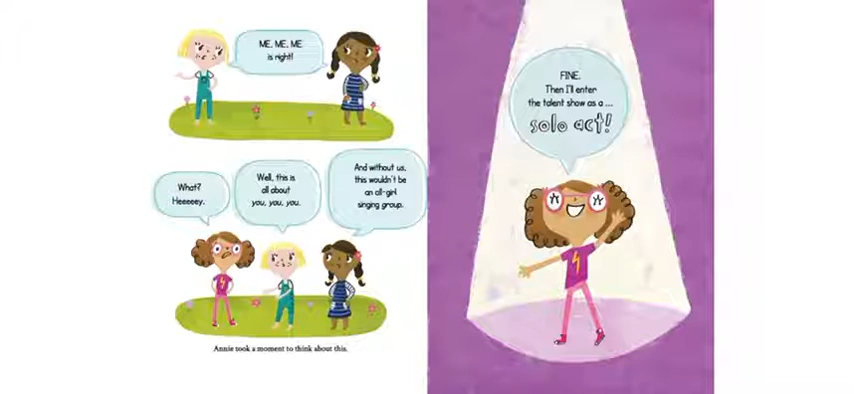 ME, ME, ME
is right!
What?
Heeeeey.
Well, this is
all about
you, you, you.
And without us,
this wouldn't be
an all-girl
singing group.
Annie took a moment to think about this.
FINE.
Then I'll enter
the talent show as a ...
solo act!